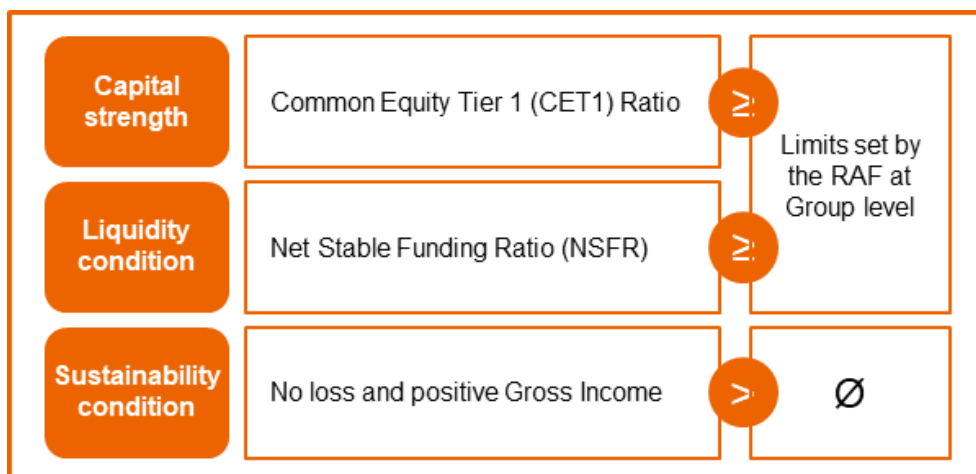 Capital
strength
Common Equity Tier 1 (CET1) Ratio
≥
Limits set by
the RAF at
Group level
Liquidity
condition
Net Stable Funding Ratio (NSFR)
≥
Sustainability
condition
No loss and positive Gross Income
>
Ø